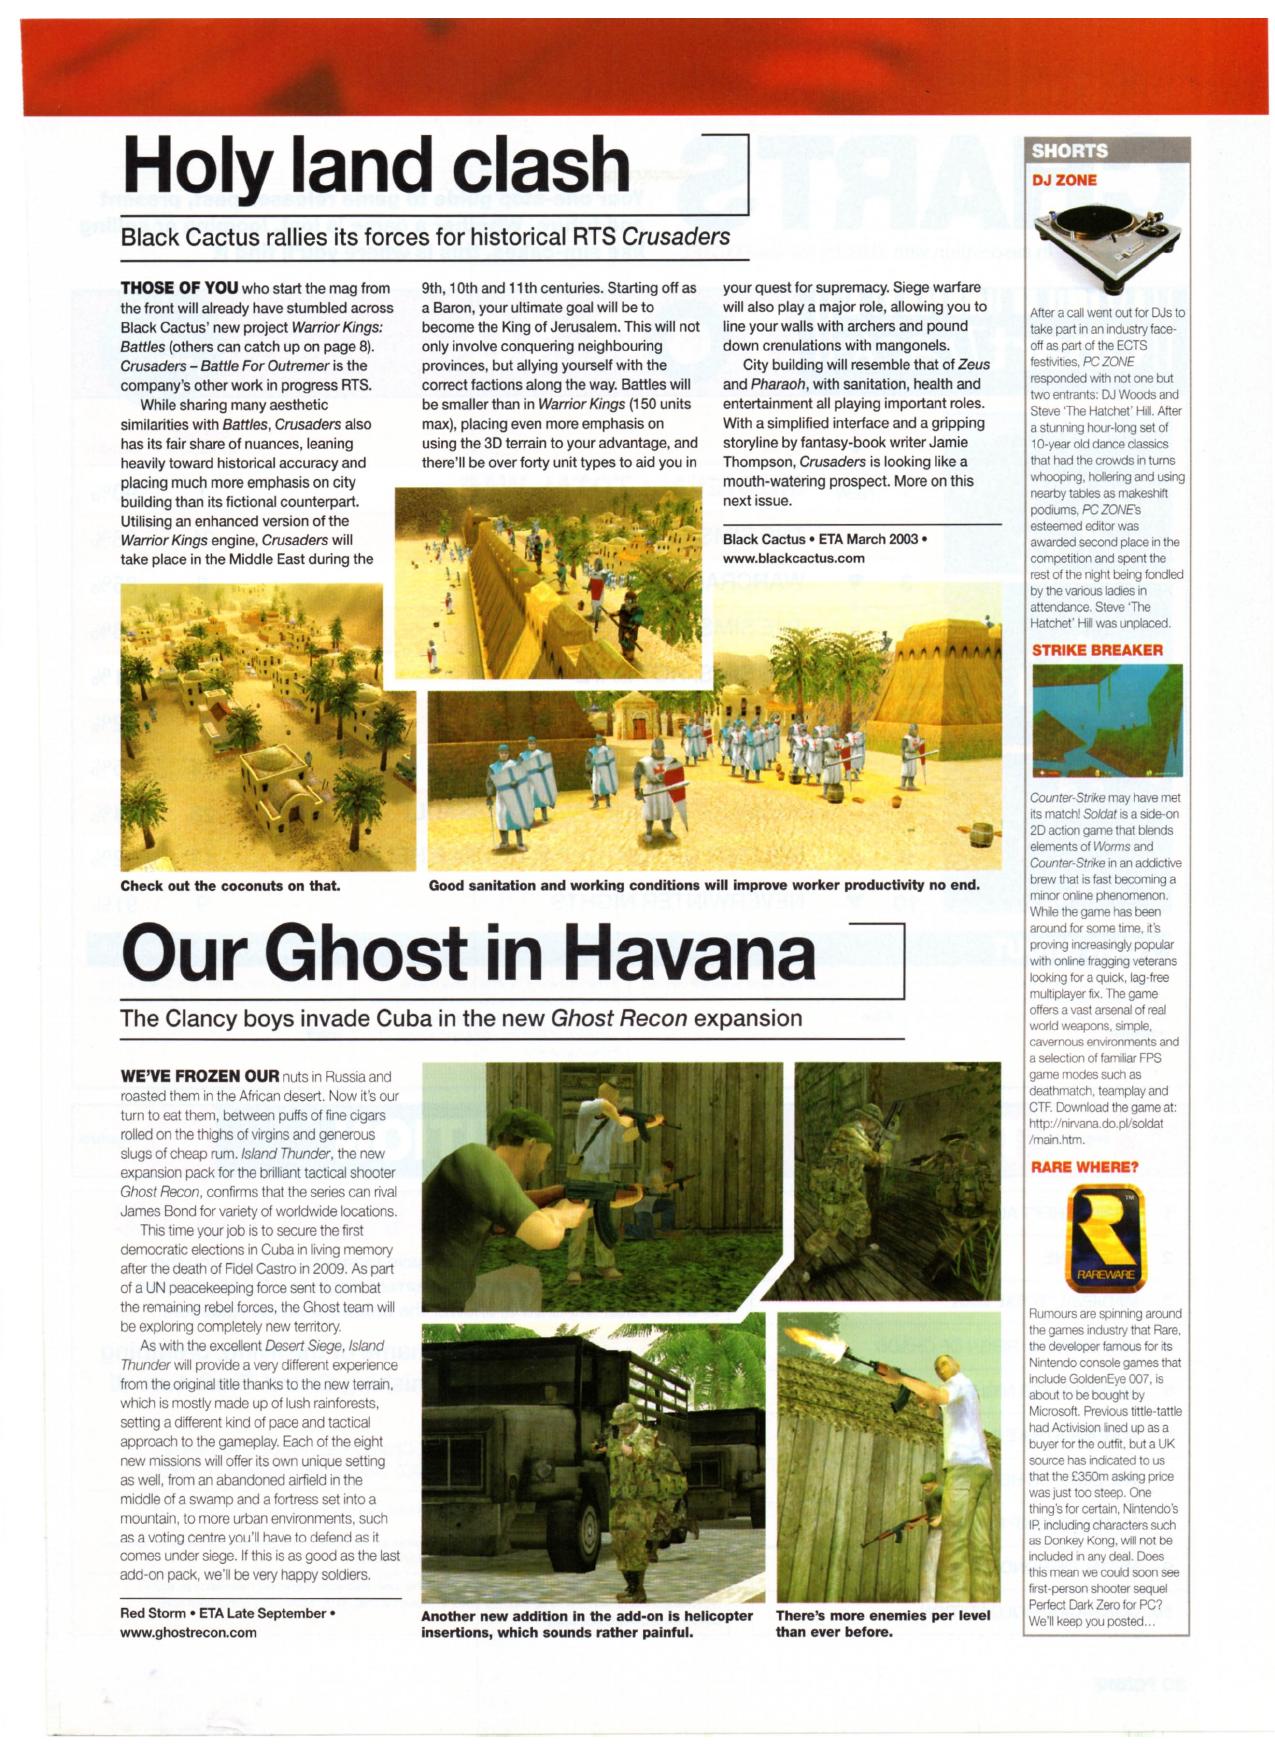 Holy land clash
Black Cactus rallies its forces for historical RTS Crusaders
THOSE OF YOU who start the mag from
the front will already have stumbled across
Black Cactus' new project Warrior Kings:
Battles (others can catch up on page 8).
Crusaders – Battle For Outremer is the
company's other work in progress RTS.
While sharing many aesthetic
similarities with Battles, Crusaders also
has its fair share of nuances, leaning
heavily toward historical accuracy and
placing much more emphasis on city
building than its fictional counterpart.
Utilising an enhanced version of the
Warrior Kings engine, Crusaders will
take place in the Middle East during the
9th, 10th and 11th centuries. Starting off as
a Baron, your ultimate goal will be to
become the King of Jerusalem. This will not
only involve conquering neighbouring
provinces, but allying yourself with the
correct factions along the way. Battles will
be smaller than in Warrior Kings (150 units
max), placing even more emphasis on
using the 3D terrain to your advantage, and
there'll be over forty unit types to aid you in
your quest for supremacy. Siege warfare
will also play a major role, allowing you to
line your walls with archers and pound
down crenulations with mangonels.
City building will resemble that of Zeus
and Pharaoh, with sanitation, health and
entertainment all playing important roles.
With a simplified interface and a gripping
storyline by fantasy-book writer Jamie
Thompson, Crusaders is looking like a
mouth-watering prospect. More on this
next issue.
Black Cactus • ETA March 2003 •
www.blackcactus.com
Check out the coconuts on that.
Good sanitation and working conditions will improve worker productivity no end.
Our Ghost in Havana
The Clancy boys invade Cuba in the new Ghost Recon expansion
WE'VE FROZEN OUR nuts in Russia and
roasted them in the African desert. Now it's our
turn to eat them, between puffs of fine cigars
rolled on the thighs of virgins and generous
slugs of cheap rum. Island Thunder, the new
expansion pack for the brilliant tactical shooter
Ghost Recon, confirms that the series can rival
James Bond for variety of worldwide locations.
This time your job is to secure the first
democratic elections in Cuba in living memory
after the death of Fidel Castro in 2009. As part
of a UN peacekeeping force sent to combat
the remaining rebel forces, the Ghost team will
be exploring completely new territory.
As with the excellent Desert Siege, Island
Thunder will provide a very different experience
from the original title thanks to the new terrain,
which is mostly made up of lush rainforests,
setting a different kind of pace and tactical
approach to the gameplay. Each of the eight
new missions will offer its own unique setting
as well, from an abandoned airfield in the
middle of a swamp and a fortress set into a
mountain, to more urban environments, such
as a voting centre you'll have to defend as it
comes under siege. If this is as good as the last
add-on pack, we'll be very happy soldiers.
Red Storm • ETA Late September •
www.ghostrecon.com
Another new addition in the add-on is helicopter
insertions, which sounds rather painful.
There's more enemies per level
than ever before.
SHORTS
DJ ZONE
After a call went out for DJs to
take part in an industry face-
off as part of the ECTS
festivities, PC ZONE
responded with not one but
two entrants: DJ Woods and
Steve 'The Hatchet' Hill. After
a stunning hour-long set of
10-year old dance classics
that had the crowds in turns
whooping, hollering and using
nearby tables as makeshift
podiums, PC ZONE's
esteemed editor was
awarded second place in the
competition and spent the
rest of the night being fondled
by the various ladies in
attendance. Steve 'The
Hatchet' Hill was unplaced.
STRIKE BREAKER
Counter-Strike may have met
its match! Soldat is a side-on
2D action game that blends
elements of Worms and
Counter-Strike in an addictive
brew that is fast becoming a
minor online phenomenon.
While the game has been
around for some time, it's
proving increasingly popular
with online fragging veterans
looking for a quick, lag-free
multiplayer fix. The game
offers a vast arsenal of real
world weapons, simple,
cavernous environments and
a selection of familiar FPS
game modes such as
deathmatch, teamplay and
CTF. Download the game at:
http://nirvana.do.pl/soldat
/main.htm.
RARE WHERE?
TM
RAREWARE
Rumours are spinning around
the games industry that Rare,
the developer famous for its
Nintendo console games that
include GoldenEye 007, is
about to be bought by
Microsoft. Previous tittle-tattle
had Activision lined up as a
buyer for the outfit, but a UK
source has indicated to us
that the £350m asking price
was just too steep. One
thing's for certain, Nintendo's
IP, including characters such
as Donkey Kong, will not be
included in any deal. Does
this mean we could soon see
first-person shooter sequel
Perfect Dark Zero for PC?
We'll keep you posted...